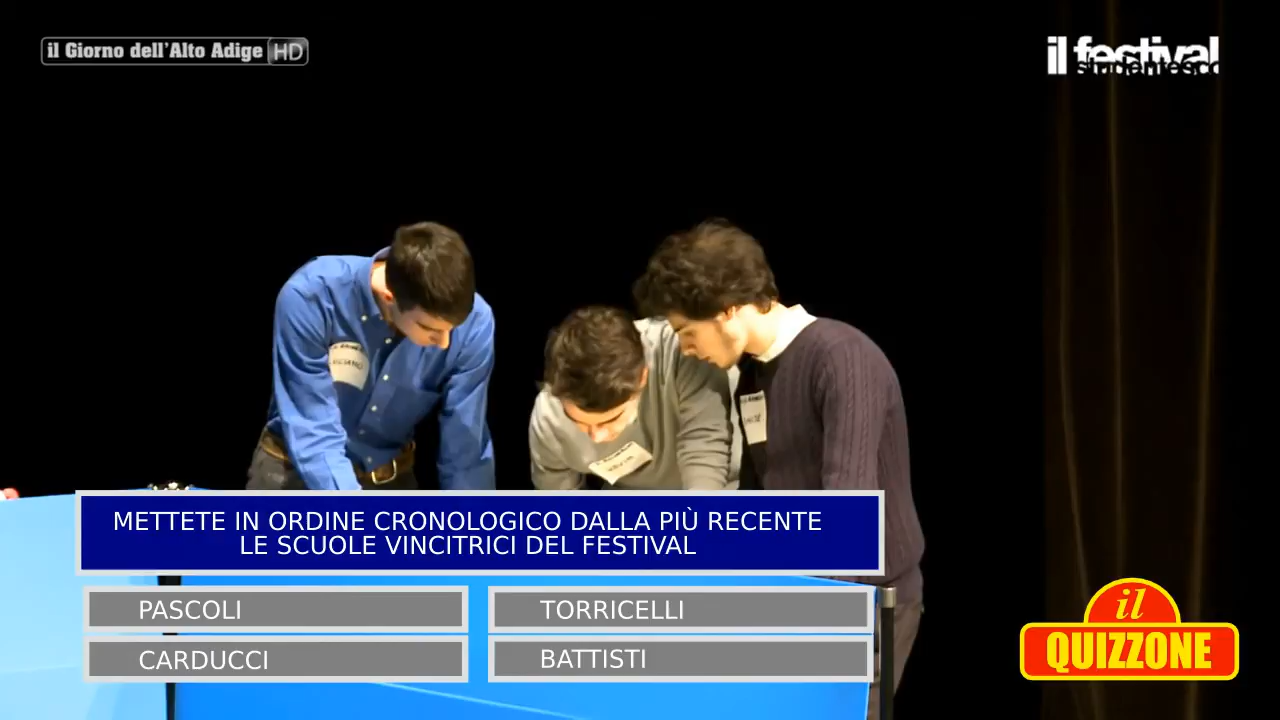 il Giorno dell'Alto Adige HD
il festival
studentesco
METTETE IN ORDINE CRONOLOGICO DALLA PIÙ RECENTE
LE SCUOLE VINCITRICI DEL FESTIVAL
PASCOLI
TORRICELLI
CARDUCCI
BATTISTI
il
QUIZZONE